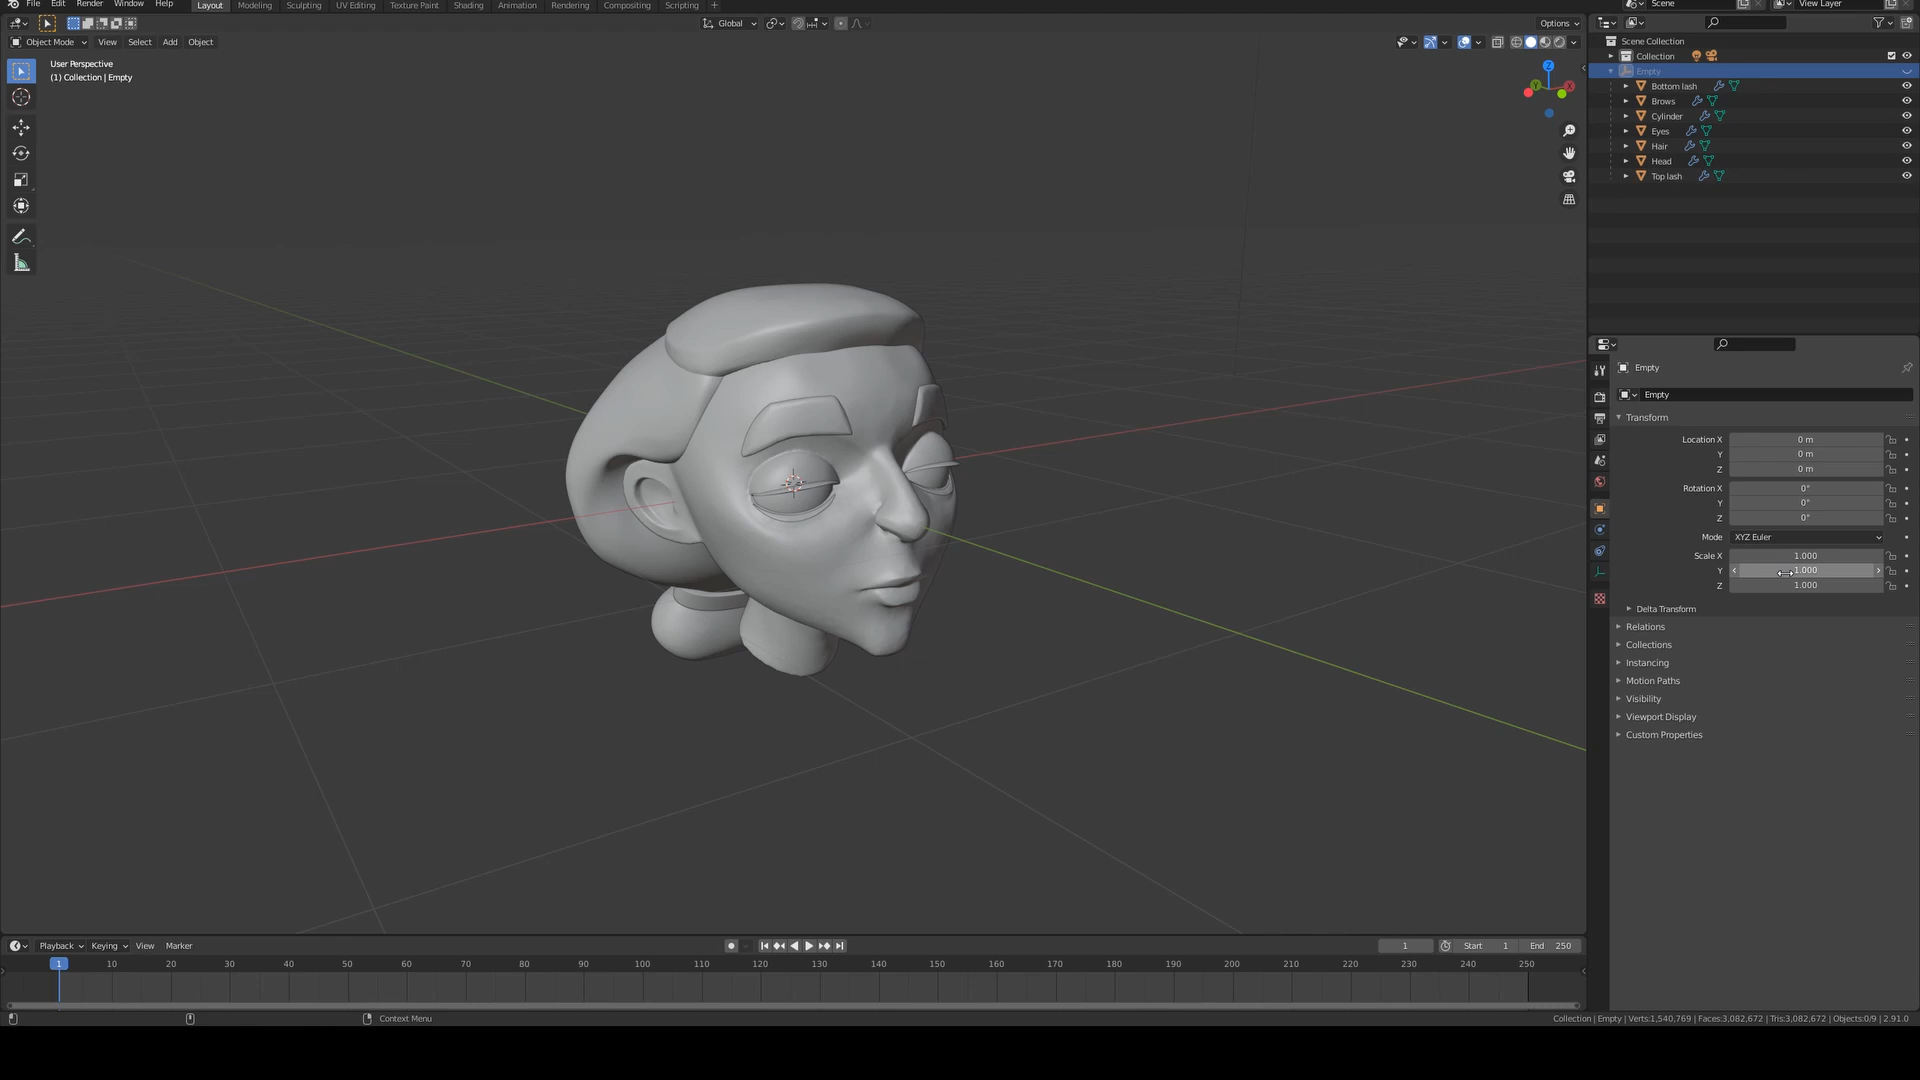 File Edit Render Window Help Layout Modeling Sculpting UV Editing Texture Paint Shading Animation Rendering Compositing Scripting + Scene View Layer
Global Options
Object Mode View Select Add Object
User Perspective
(1) Collection | Empty
Z
Y
X
Scene Collection
Collection
Empty
Bottom lash
Brows
Cylinder
Eyes
Hair
Head
Top lash
Empty
Empty
Transform
Location X 0 m
Y 0 m
Z 0 m
Rotation X 0°
Y 0°
Z 0°
Mode XYZ Euler
Scale X 1.000
Y 1.000
Z 1.000
Delta Transform
Relations
Collections
Instancing
Motion Paths
Visibility
Viewport Display
Custom Properties
Playback Keying View Marker 1 Start 1 End 250
1 10 20 30 40 50 60 70 80 90 100 110 120 130 140 150 160 170 180 190 200 210 220 230 240 250
Context Menu
Collection | Empty | Verts:1,540,769 | Faces:3,082,672 | Tris:3,082,672 | Objects:0/9 | 2.91.0